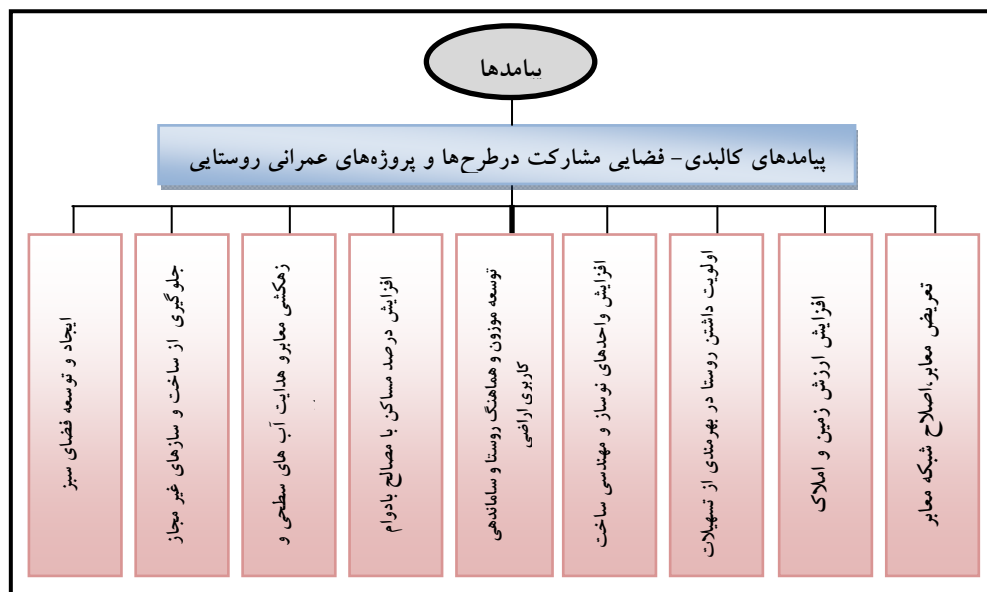 پیامدها
پیامدهای کالبدی- فضایی مشارکت درطرح‌ها و پروژه‌های عمرانی روستایی
تعریض معابر،اصلاح شبکه معابر
افزایش ارزش زمین و املاک
اولویت داشتن روستا در بهرمندی از تسهیلات
افزایش واحدهای نوساز و مهندسی ساخت
توسعه موزون و هماهنگ روستا و ساماندهی
کاربری اراضی
افزایش درصد مساکن با مصالح بادوام
زهکشی معابرو هدایت آب های سطحی و
جلوگیری از ساخت و سازهای غیر مجاز
ایجاد و توسعه فضای سبز